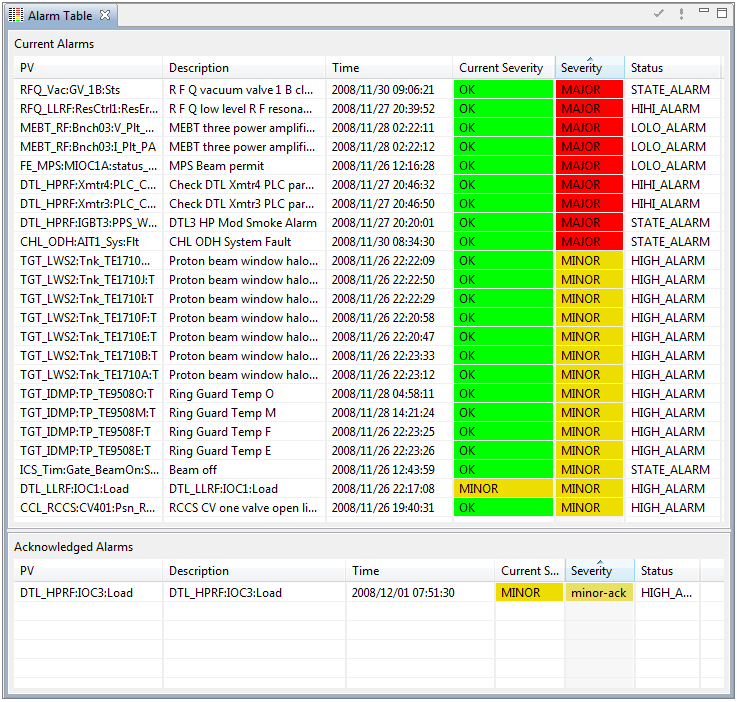 Alarm Table
Current Alarms
PV Description Time Current Severity Severity Status
RFQ_Vac:GV_1B:Sts R F Q vacuum valve 1 B cl... 2008/11/30 09:06:21 OK MAJOR STATE_ALARM
RFQ_LLRF:ResCtrl1:ResEr... R F Q low level R F resona... 2008/11/27 20:39:52 OK MAJOR HIHI_ALARM
MEBT_RF:Bnch03:V_Plt_... MEBT three power amplifi... 2008/11/28 02:22:11 OK MAJOR LOLO_ALARM
MEBT_RF:Bnch03:I_Plt_PA MEBT three power amplifi... 2008/11/28 02:22:12 OK MAJOR LOLO_ALARM
FE_MPS:MIOC1A:status_... MPS Beam permit 2008/11/26 12:16:28 OK MAJOR LOLO_ALARM
DTL_HPRF:Xmtr4:PLC_C... Check DTL Xmtr4 PLC par... 2008/11/27 20:46:32 OK MAJOR HIHI_ALARM
DTL_HPRF:Xmtr3:PLC_C... Check DTL Xmtr3 PLC par... 2008/11/27 20:46:50 OK MAJOR HIHI_ALARM
DTL_HPRF:IGBT3:PPS_W... DTL3 HP Mod Smoke Alarm 2008/11/27 20:20:01 OK MAJOR STATE_ALARM
CHL_ODH:AIT1_Sys:Flt CHL ODH System Fault 2008/11/30 08:34:30 OK MAJOR STATE_ALARM
TGT_LWS2:Tnk_TE1710... Proton beam window halo... 2008/11/26 22:22:09 OK MINOR HIGH_ALARM
TGT_LWS2:Tnk_TE1710J:T Proton beam window halo... 2008/11/26 22:22:50 OK MINOR HIGH_ALARM
TGT_LWS2:Tnk_TE1710I:T Proton beam window halo... 2008/11/26 22:22:29 OK MINOR HIGH_ALARM
TGT_LWS2:Tnk_TE1710F:T Proton beam window halo... 2008/11/26 22:20:58 OK MINOR HIGH_ALARM
TGT_LWS2:Tnk_TE1710E:T Proton beam window halo... 2008/11/26 22:20:47 OK MINOR HIGH_ALARM
TGT_LWS2:Tnk_TE1710B:T Proton beam window halo... 2008/11/26 22:23:33 OK MINOR HIGH_ALARM
TGT_LWS2:Tnk_TE1710A:T Proton beam window halo... 2008/11/26 22:23:12 OK MINOR HIGH_ALARM
TGT_IDMP:TP_TE9508O:T Ring Guard Temp O 2008/11/28 04:58:11 OK MINOR HIGH_ALARM
TGT_IDMP:TP_TE9508M:T Ring Guard Temp M 2008/11/28 14:21:24 OK MINOR HIGH_ALARM
TGT_IDMP:TP_TE9508F:T Ring Guard Temp F 2008/11/26 22:23:25 OK MINOR HIGH_ALARM
TGT_IDMP:TP_TE9508E:T Ring Guard Temp E 2008/11/26 22:23:26 OK MINOR HIGH_ALARM
ICS_Tim:Gate_BeamOn:S... Beam off 2008/11/26 12:43:59 OK MINOR STATE_ALARM
DTL_LLRF:IOC1:Load DTL_LLRF:IOC1:Load 2008/11/26 22:17:08 MINOR MINOR HIGH_ALARM
CCL_RCCS:CV401:Psn_R... RCCS CV one valve open li... 2008/11/26 19:40:31 OK MINOR HIGH_ALARM
Acknowledged Alarms
PV Description Time Current S... Severity Status
DTL_HPRF:IOC3:Load DTL_HPRF:IOC3:Load 2008/12/01 07:51:30 MINOR minor-ack HIGH_A...